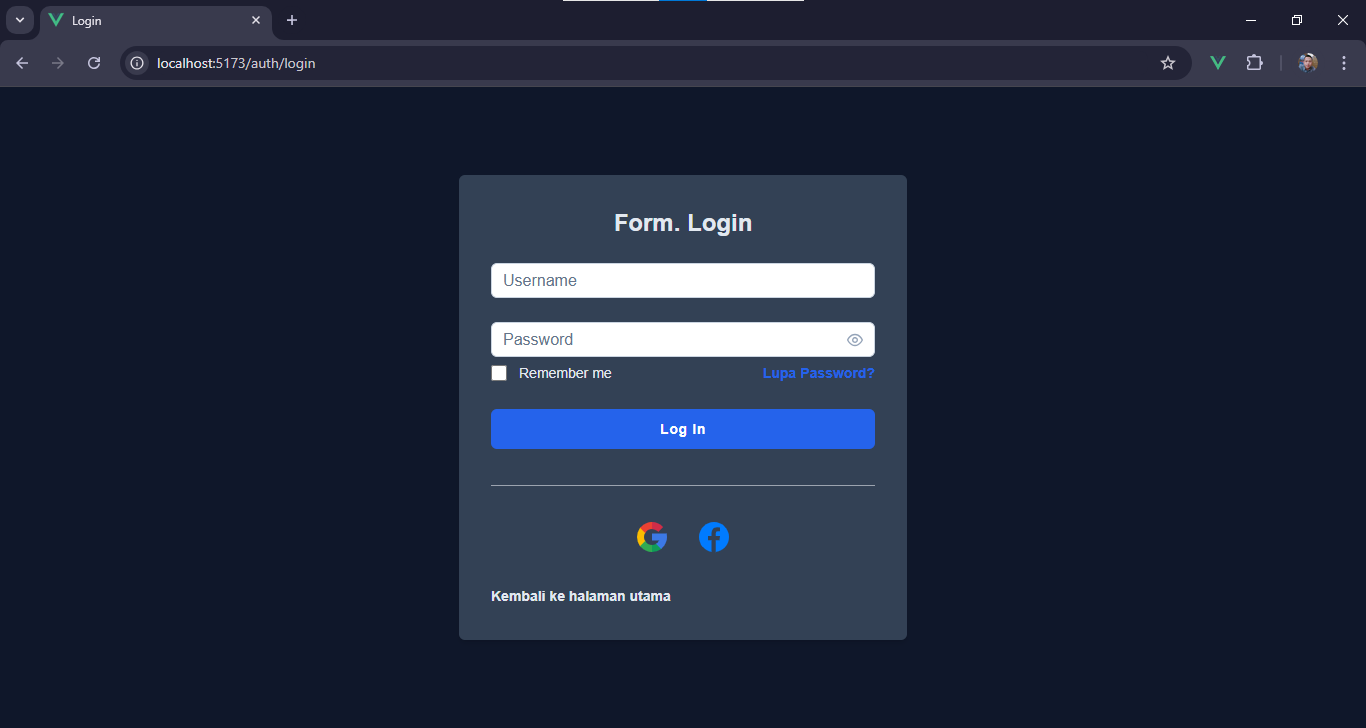 Login
localhost:5173/auth/login
Form. Login
Username
Password
Remember me
Lupa Password?
Log In
Kembali ke halaman utama